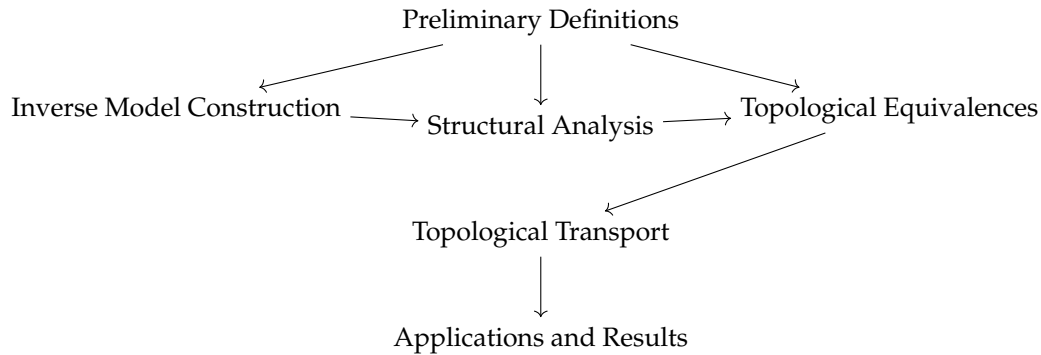 Preliminary Definitions
Inverse Model Construction
Structural Analysis
Topological Equivalences
Topological Transport
Applications and Results